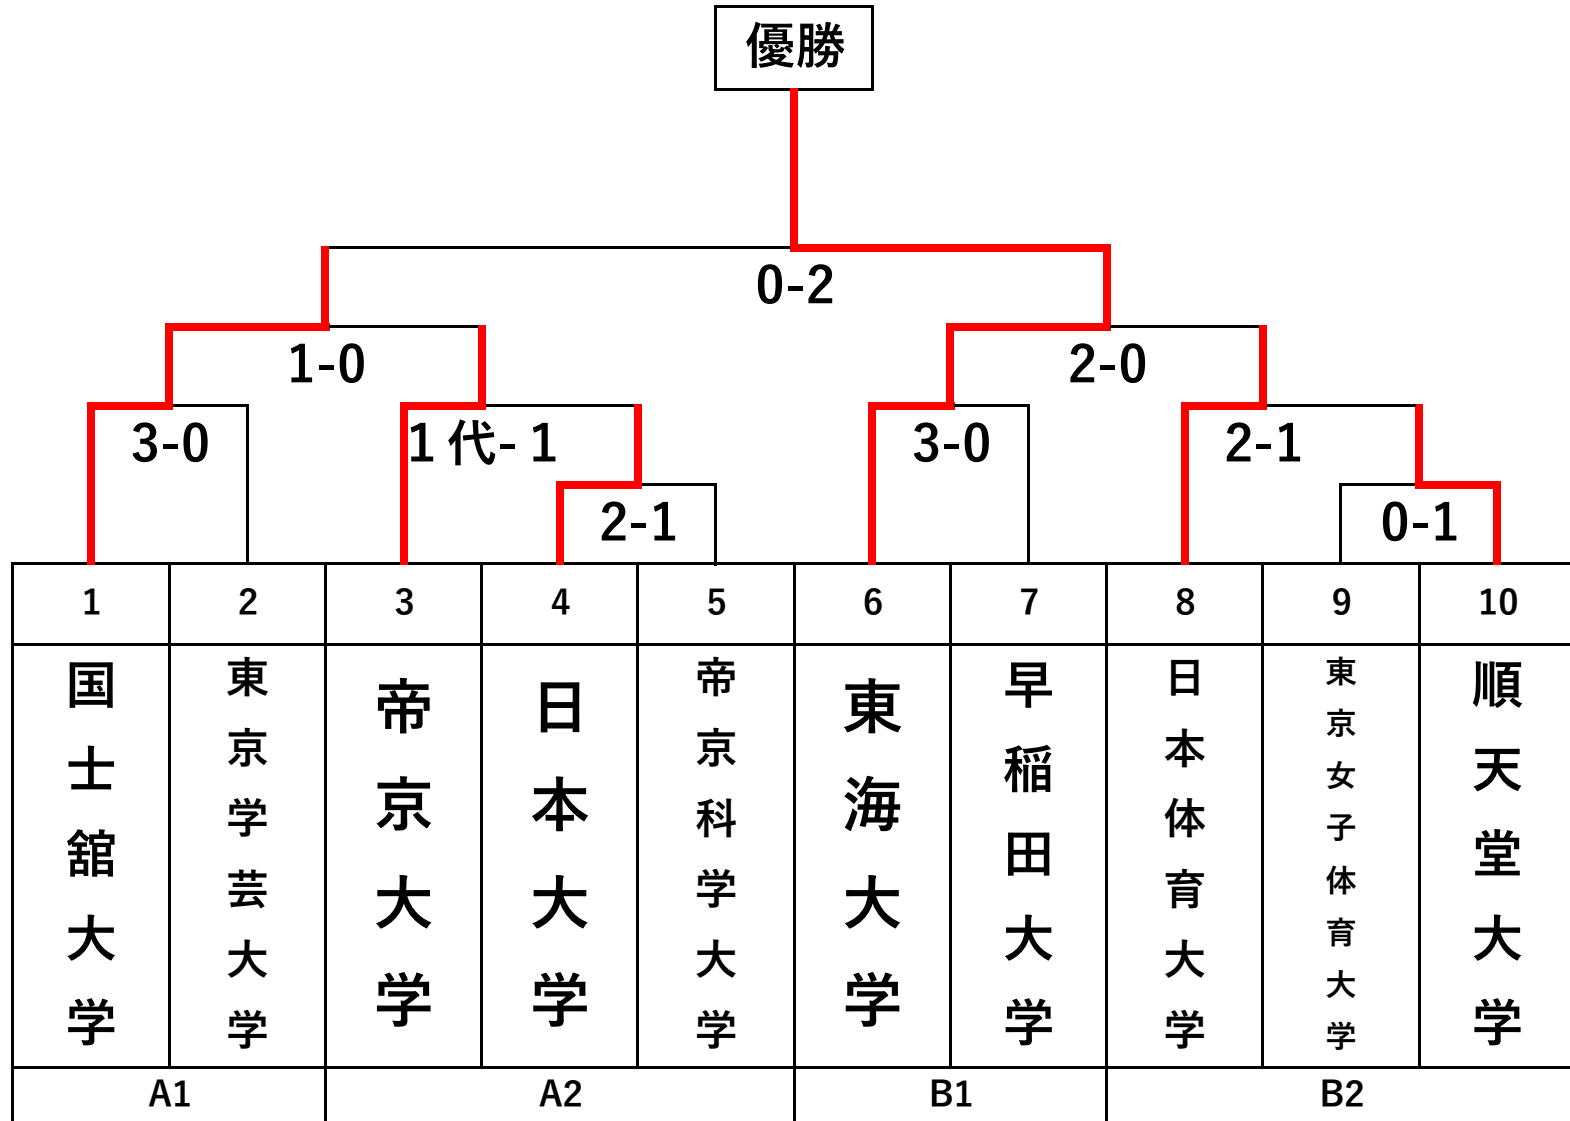 優勝
0-2
1-0
2-0
3-0
1代-1
3-0
2-1
2-1
0-1
1
2
3
4
5
6
7
8
9
10
国士舘大学
東京学芸大学
帝京大学
日本大学
帝京科学大学
東海大学
早稲田大学
日本体育大学
東京女子体育大学
順天堂大学
A1
A2
B1
B2